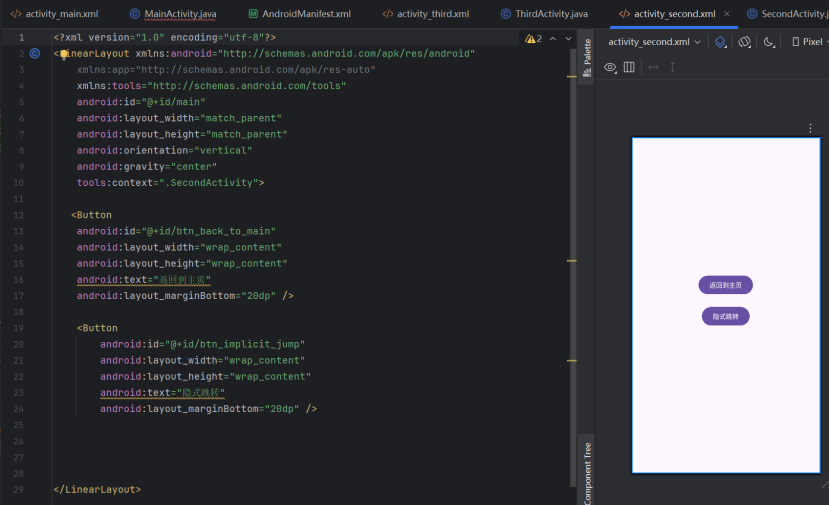 activity_main.xml MainActivity.java AndroidManifest.xml activity_third.xml ThirdActivity.java activity_second.xml SecondActivity.j
1 <?xml version="1.0" encoding="utf-8"?>
2 <LinearLayout xmlns:android="http://schemas.android.com/apk/res/android"
3 xmlns:app="http://schemas.android.com/apk/res-auto"
4 xmlns:tools="http://schemas.android.com/tools"
5 android:id="@+id/main"
6 android:layout_width="match_parent"
7 android:layout_height="match_parent"
8 android:orientation="vertical"
9 android:gravity="center"
10 tools:context=".SecondActivity">
11
12 <Button
13 android:id="@+id/btn_back_to_main"
14 android:layout_width="wrap_content"
15 android:layout_height="wrap_content"
16 android:text="返回到主页"
17 android:layout_marginBottom="20dp" />
18
19 <Button
20 android:id="@+id/btn_implicit_jump"
21 android:layout_width="wrap_content"
22 android:layout_height="wrap_content"
23 android:text="隐式跳转"
24 android:layout_marginBottom="20dp" />
25
26
27
28
29 </LinearLayout>
2
Palette
Component Tree
activity_second.xml Pixel
返回到主页
隐式跳转